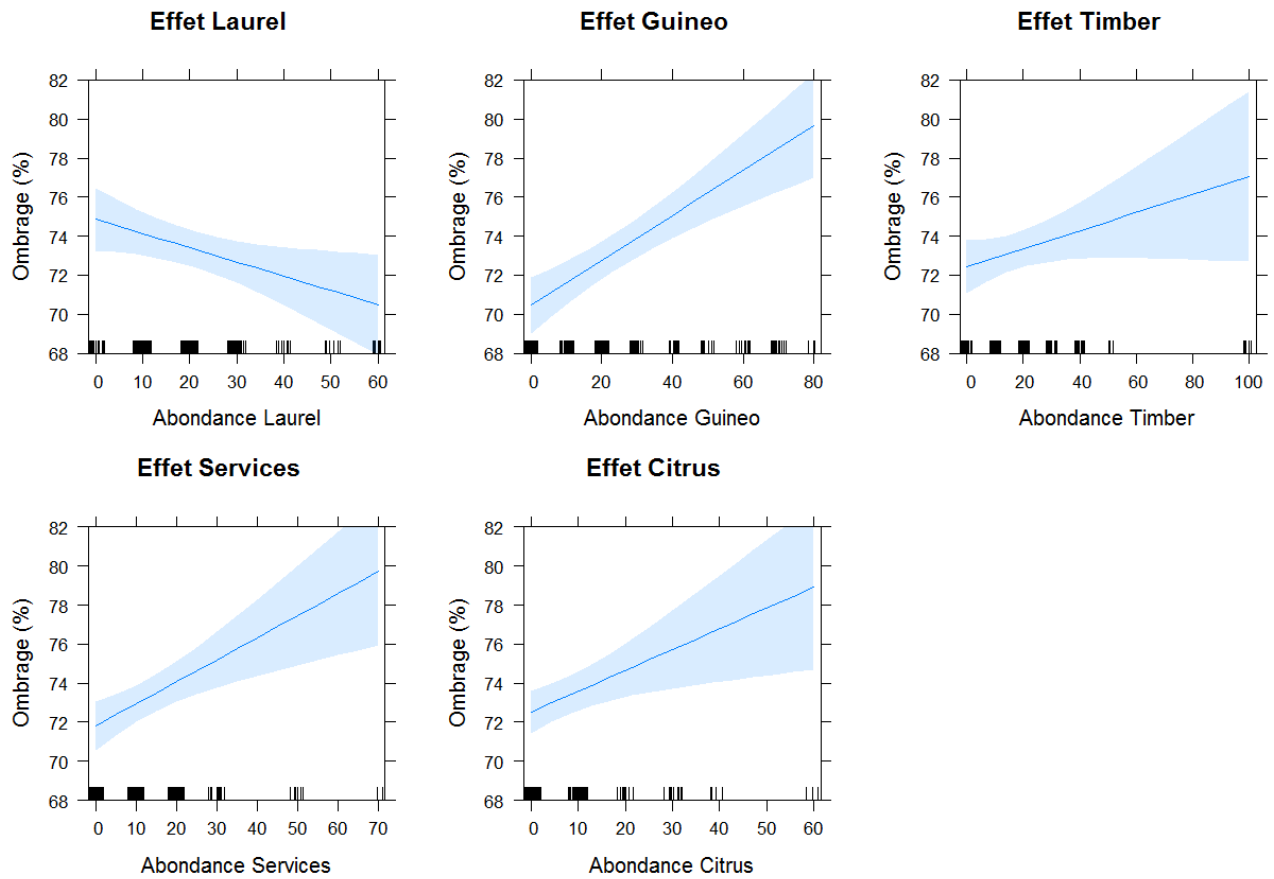 Effet Laurel
82
80
78
76
74
72
70
68
Ombrage (%)
0 10 20 30 40 50 60
Abondance Laurel
Effet Guineo
82
80
78
76
74
72
70
68
Ombrage (%)
0 20 40 60 80
Abondance Guineo
Effet Timber
82
80
78
76
74
72
70
68
Ombrage (%)
0 20 40 60 80 100
Abondance Timber
Effet Services
82
80
78
76
74
72
70
68
Ombrage (%)
0 10 20 30 40 50 60 70
Abondance Services
Effet Citrus
82
80
78
76
74
72
70
68
Ombrage (%)
0 10 20 30 40 50 60
Abondance Citrus